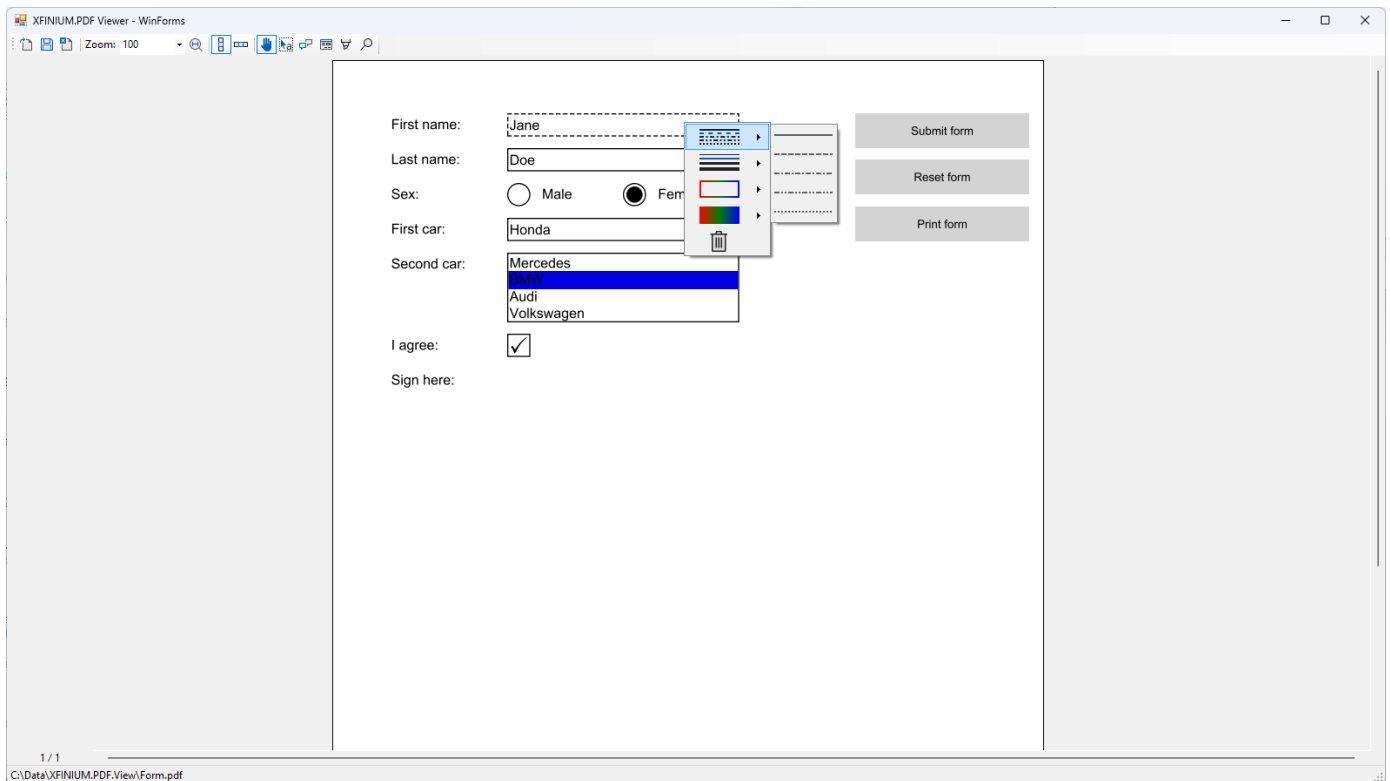 XFINIUM.PDF Viewer - WinForms
Zoom: 100
First name: Jane
Submit form
Last name: Doe
Reset form
Sex: Male Fem
First car: Honda
Print form
Second car: Mercedes
BMW
Audi
Volkswagen
I agree:
Sign here:
1 / 1
C:\Data\XFINIUM.PDF.View\Form.pdf